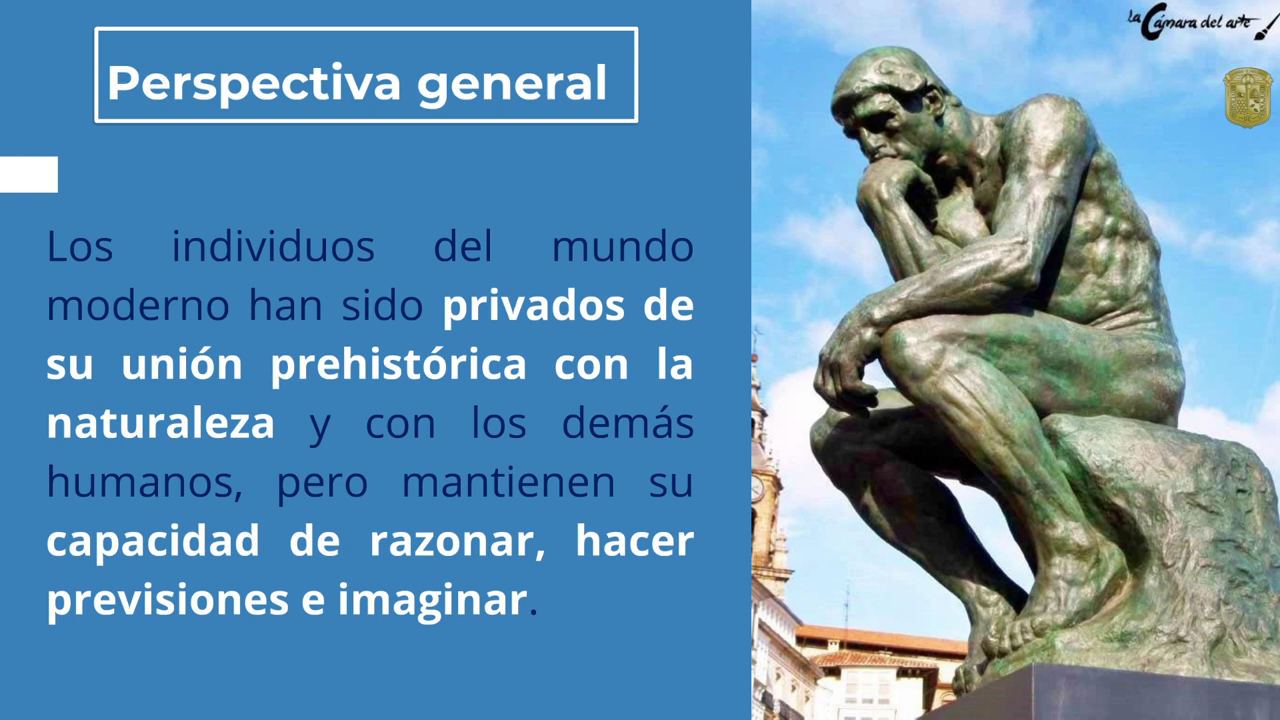 Perspectiva general
Los individuos del mundo
moderno han sido privados de
su unión prehistórica con la
naturaleza y con los demás
humanos, pero mantienen su
capacidad de razonar, hacer
previsiones e imaginar.
La Cámara del arte